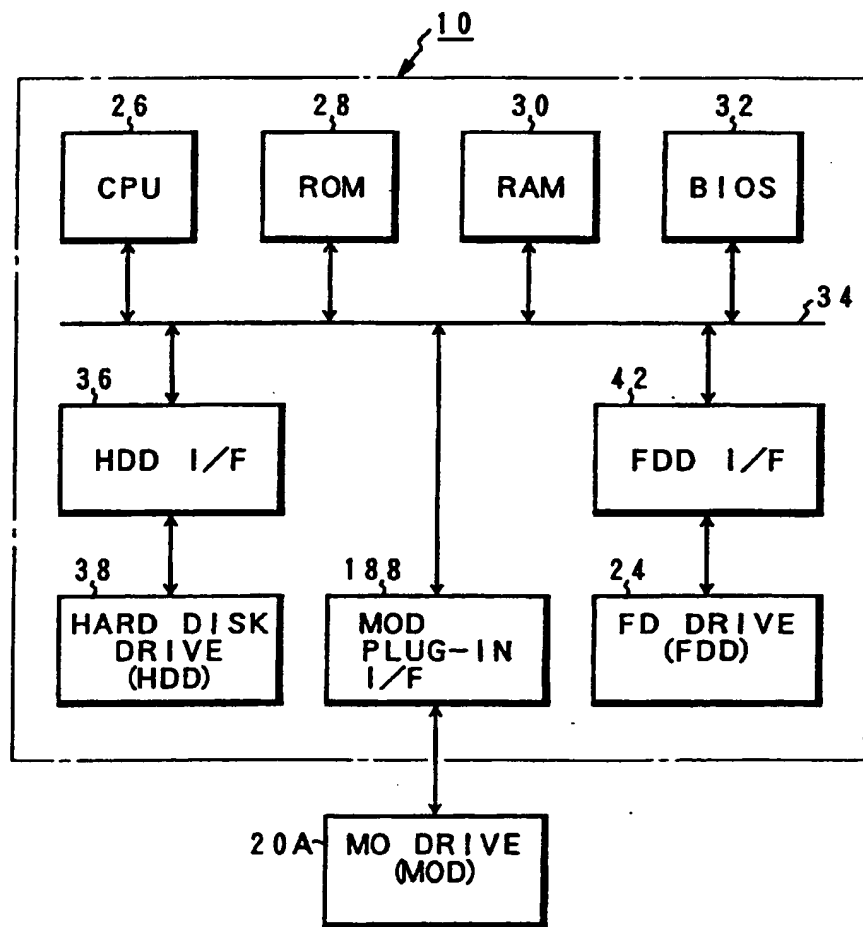 10
26
28
30
32
CPU
ROM
RAM
BIOS
34
36
42
HDD I/F
FDD I/F
38
188
24
HARD DISK
DRIVE
(HDD)
MOD
PLUG-IN
I/F
FD DRIVE
(FDD)
20A
MO DRIVE
(MOD)